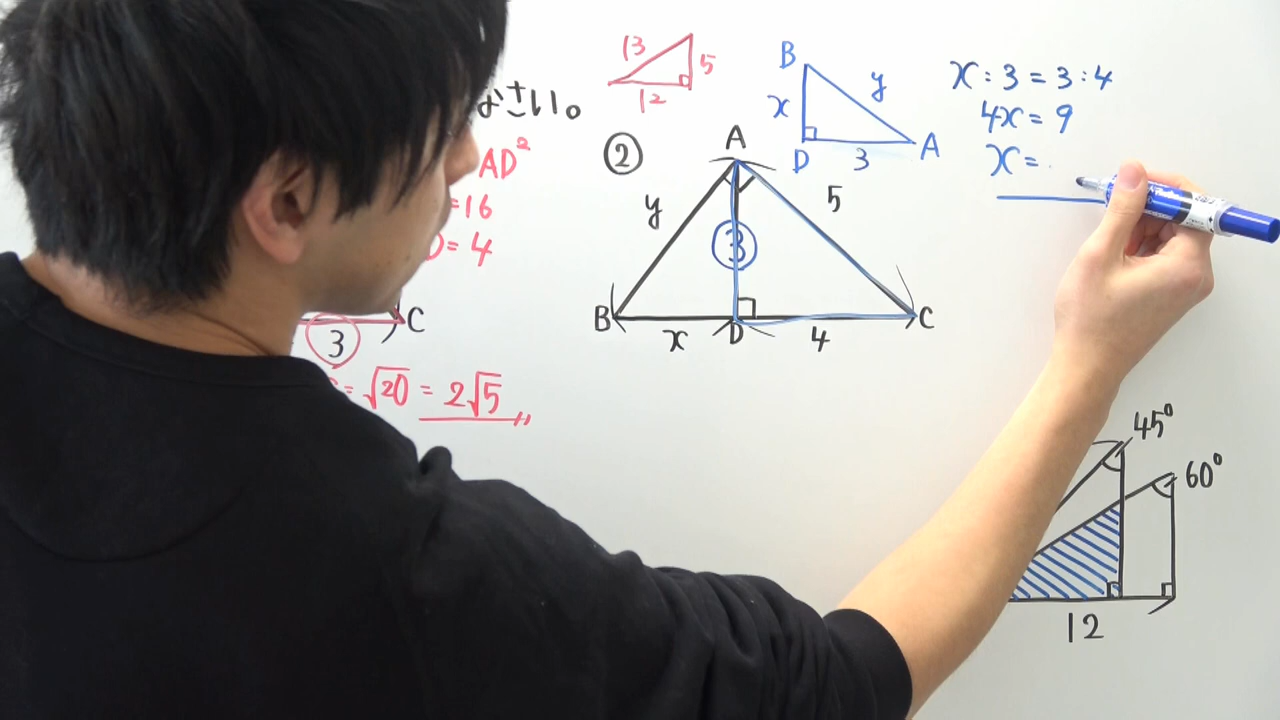 さい。
AD²
=16
=4
C
3
=√20 = 2√5
13
5
12
②
A
y
5
3
B
x
D
4
C
B
x
y
D
3
A
x:3=3:4
4x=9
x=
45°
60°
12